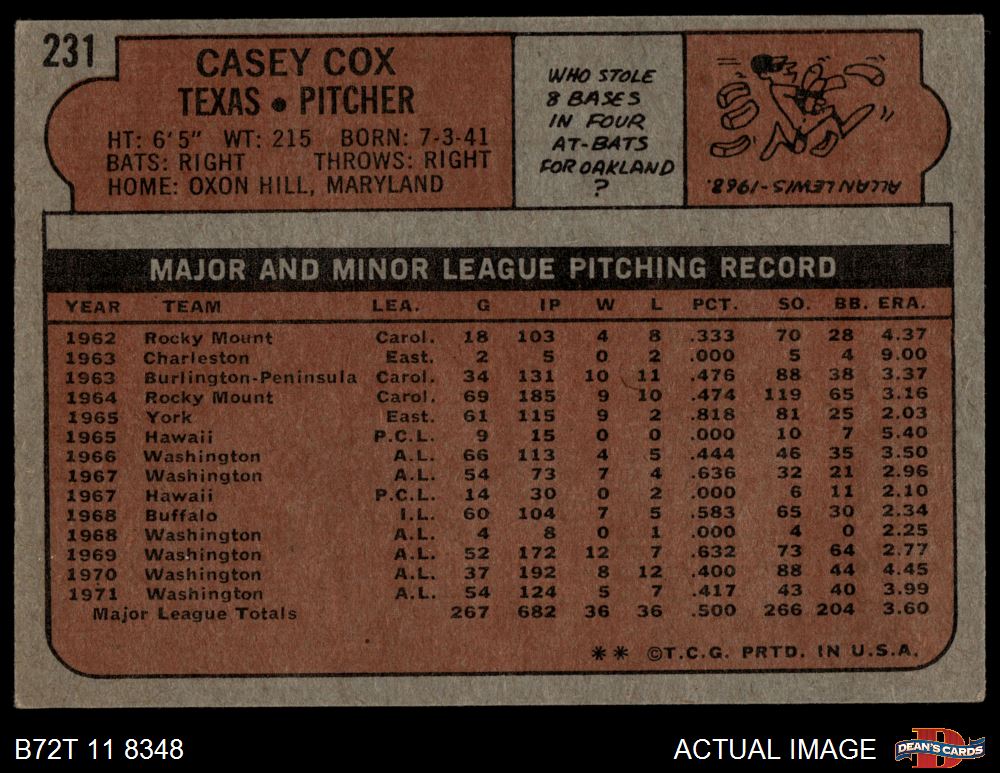 231
CASEY COX
TEXAS • PITCHER
HT: 6'5" WT: 215 BORN: 7-3-41
BATS: RIGHT THROWS: RIGHT
HOME: OXON HILL, MARYLAND
WHO STOLE
8 BASES
IN FOUR
AT-BATS
FOR OAKLAND
?
ALLAN LEWIS-1968.
MAJOR AND MINOR LEAGUE PITCHING RECORD
YEAR TEAM LEA. G IP W L PCT. SO. BB. ERA.
1962 Rocky Mount Carol. 18 103 4 8 .333 70 28 4.37
1963 Charleston East. 2 5 0 2 .000 5 4 9.00
1963 Burlington-Peninsula Carol. 34 131 10 11 .476 88 38 3.37
1964 Rocky Mount Carol. 69 185 9 10 .474 119 65 3.16
1965 York East. 61 115 9 2 .818 81 25 2.03
1965 Hawaii P.C.L. 9 15 0 0 .000 10 7 5.40
1966 Washington A.L. 66 113 4 5 .444 46 35 3.50
1967 Washington A.L. 54 73 7 4 .636 32 21 2.96
1967 Hawaii P.C.L. 14 30 0 2 .000 6 11 2.10
1968 Buffalo I.L. 60 104 7 5 .583 65 30 2.34
1968 Washington A.L. 4 8 0 1 .000 4 0 2.25
1969 Washington A.L. 52 172 12 7 .632 73 64 2.77
1970 Washington A.L. 37 192 8 12 .400 88 44 4.45
1971 Washington A.L. 54 124 5 7 .417 43 40 3.99
Major League Totals 267 682 36 36 .500 266 204 3.60
** ©T.C.G. PRTD. IN U.S.A.
B72T 11 8348 ACTUAL IMAGE D DEAN'S CARDS